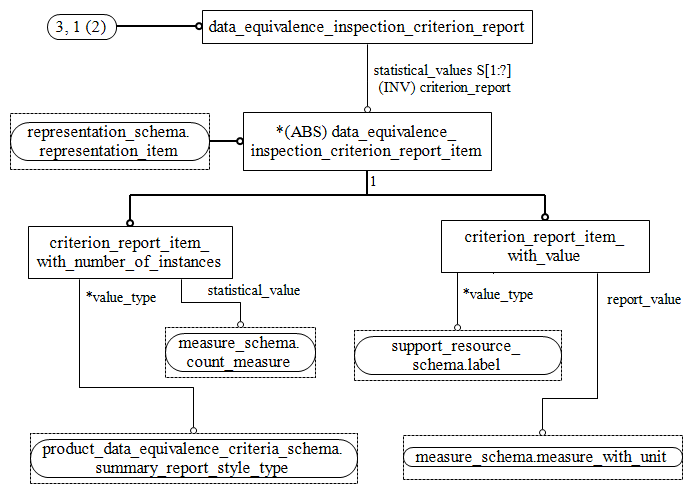 3, 1 (2)
data_equivalence_inspection_criterion_report
statistical_values S[1:?]
(INV) criterion_report
representation_schema.
representation_item
*(ABS) data_equivalence_
inspection_criterion_report_item
1
criterion_report_item_
with_number_of_instances
criterion_report_item_
with_value
*value_type
statistical_value
*value_type
report_value
measure_schema.
count_measure
support_resource_
schema.label
product_data_equivalence_criteria_schema.
summary_report_style_type
measure_schema.measure_with_unit